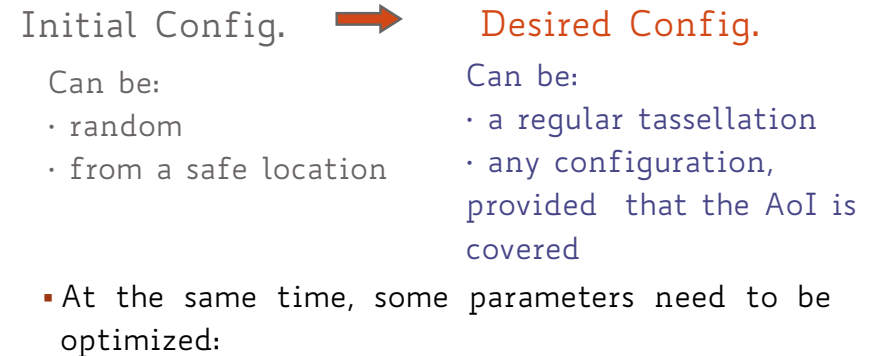 Initial Config.
Desired Config.
Can be:
· random
· from a safe location
Can be:
· a regular tassellation
· any configuration,
provided that the AoI is
covered
▪ At the same time, some parameters need to be
optimized: